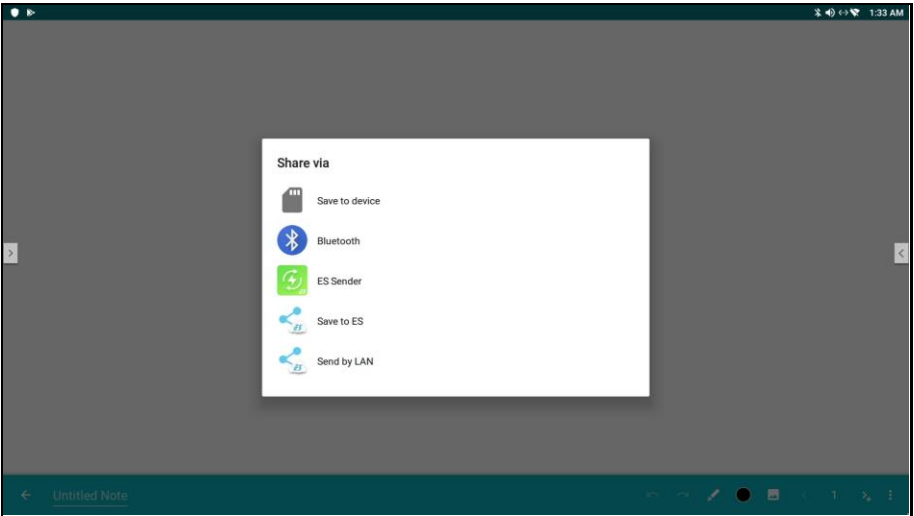 1:33 AM
Share via
Save to device
Bluetooth
ES Sender
Save to ES
Send by LAN
Untitled Note
1